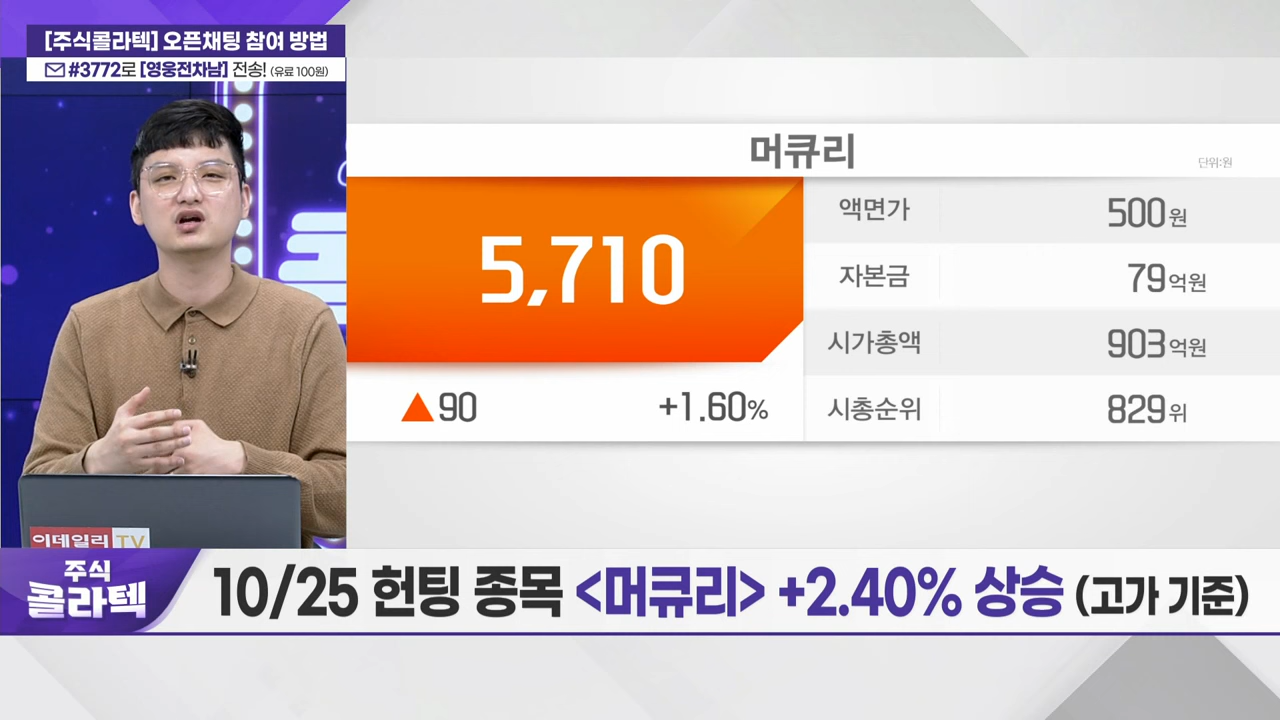 [주식콜라텍] 오픈채팅 참여 방법
#3772로 [영웅전차남] 전송! (유료 100원)
머큐리
단위:원
5,710
▲90 +1.60%
액면가 500원
자본금 79억원
시가총액 903억원
시총순위 829위
이데일리 TV
주식
콜라텍
10/25 헌팅 종목 <머큐리> +2.40% 상승 (고가 기준)